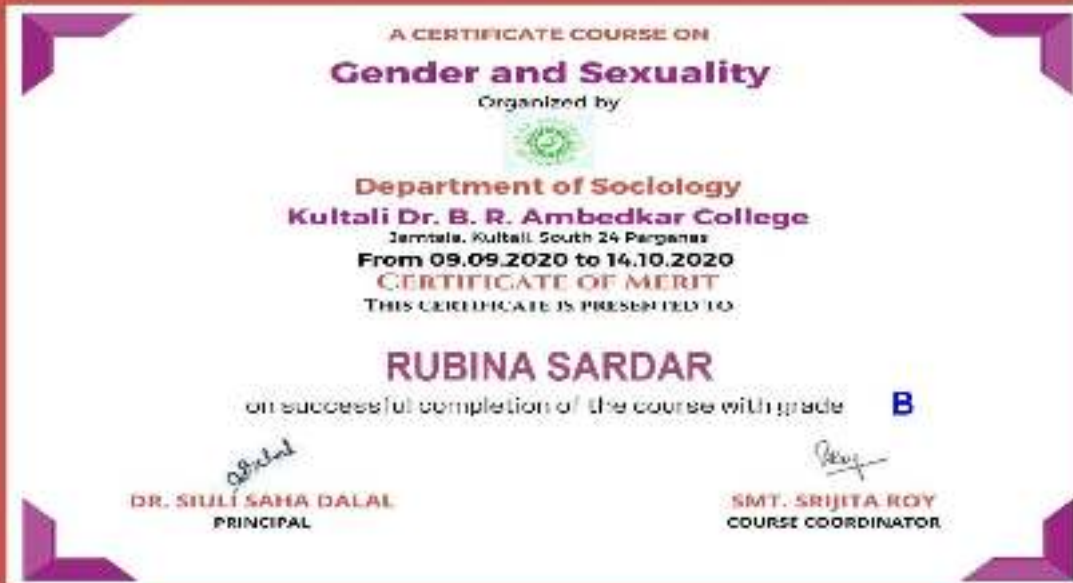 A CERTIFICATE COURSE ON
Gender and Sexuality
Organized by
Department of Sociology
Kultali Dr. B. R. Ambedkar College
Jamtala, Kultali, South 24 Parganas
From 09.09.2020 to 14.10.2020
CERTIFICATE OF MERIT
THIS CERTIFICATE IS PRESENTED TO
RUBINA SARDAR
on successful completion of the course with grade B
DR. SIULI SAHA DALAL
PRINCIPAL
SMT. SRIJITA ROY
COURSE COORDINATOR